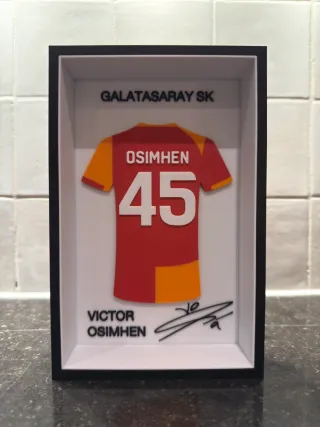 GALATASARAY SK
OSIMHEN
45
VICTOR
OSIMHEN